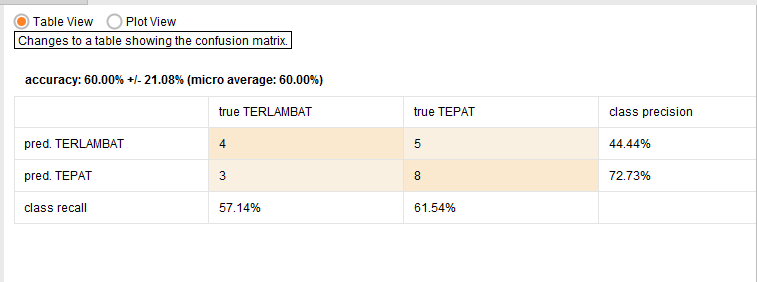 Table View Plot View
Changes to a table showing the confusion matrix.
accuracy: 60.00% +/- 21.08% (micro average: 60.00%)
true TERLAMBAT true TEPAT class precision
pred. TERLAMBAT 4 5 44.44%
pred. TEPAT 3 8 72.73%
class recall 57.14% 61.54%